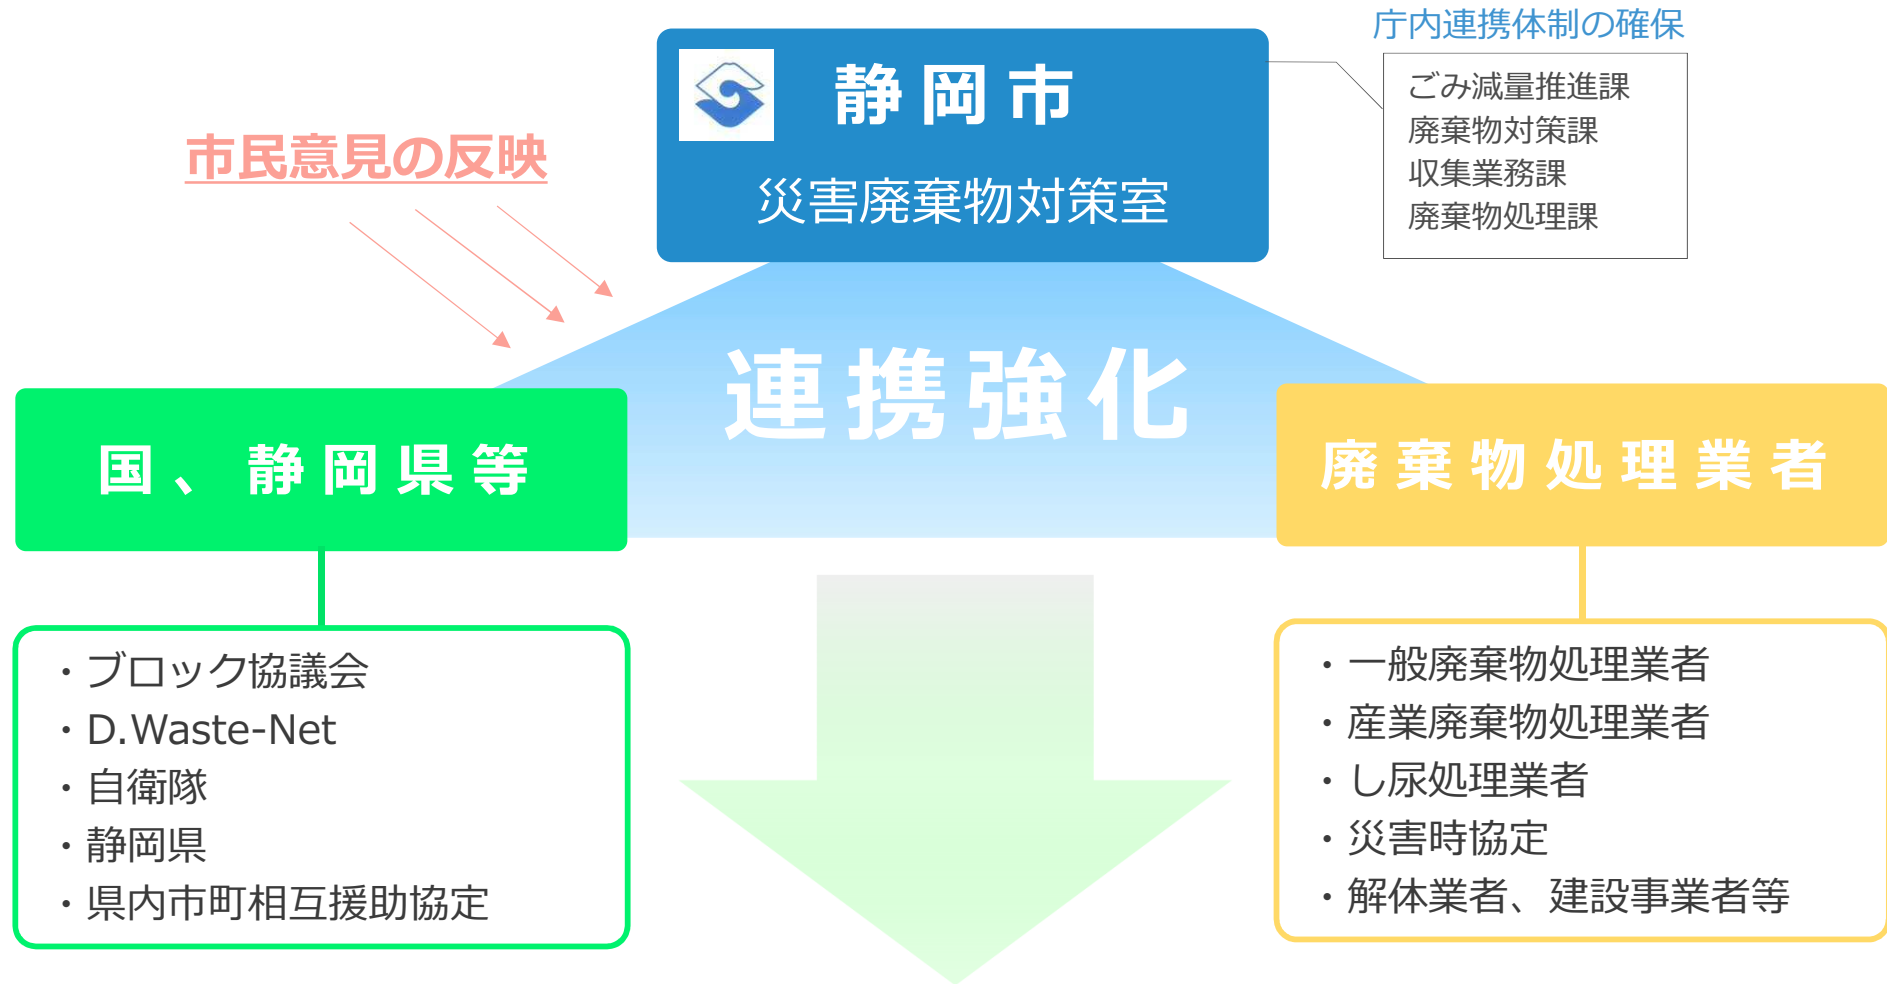 庁内連携体制の確保
静岡市
災害廃棄物対策室
ごみ減量推進課
廃棄物対策課
収集業務課
廃棄物処理課
市民意見の反映
連携強化
国、静岡県等
廃棄物処理業者
・ブロック協議会
・D.Waste-Net
・自衛隊
・静岡県
・県内市町相互援助協定
・一般廃棄物処理業者
・産業廃棄物処理業者
・し尿処理業者
・災害時協定
・解体業者、建設事業者等